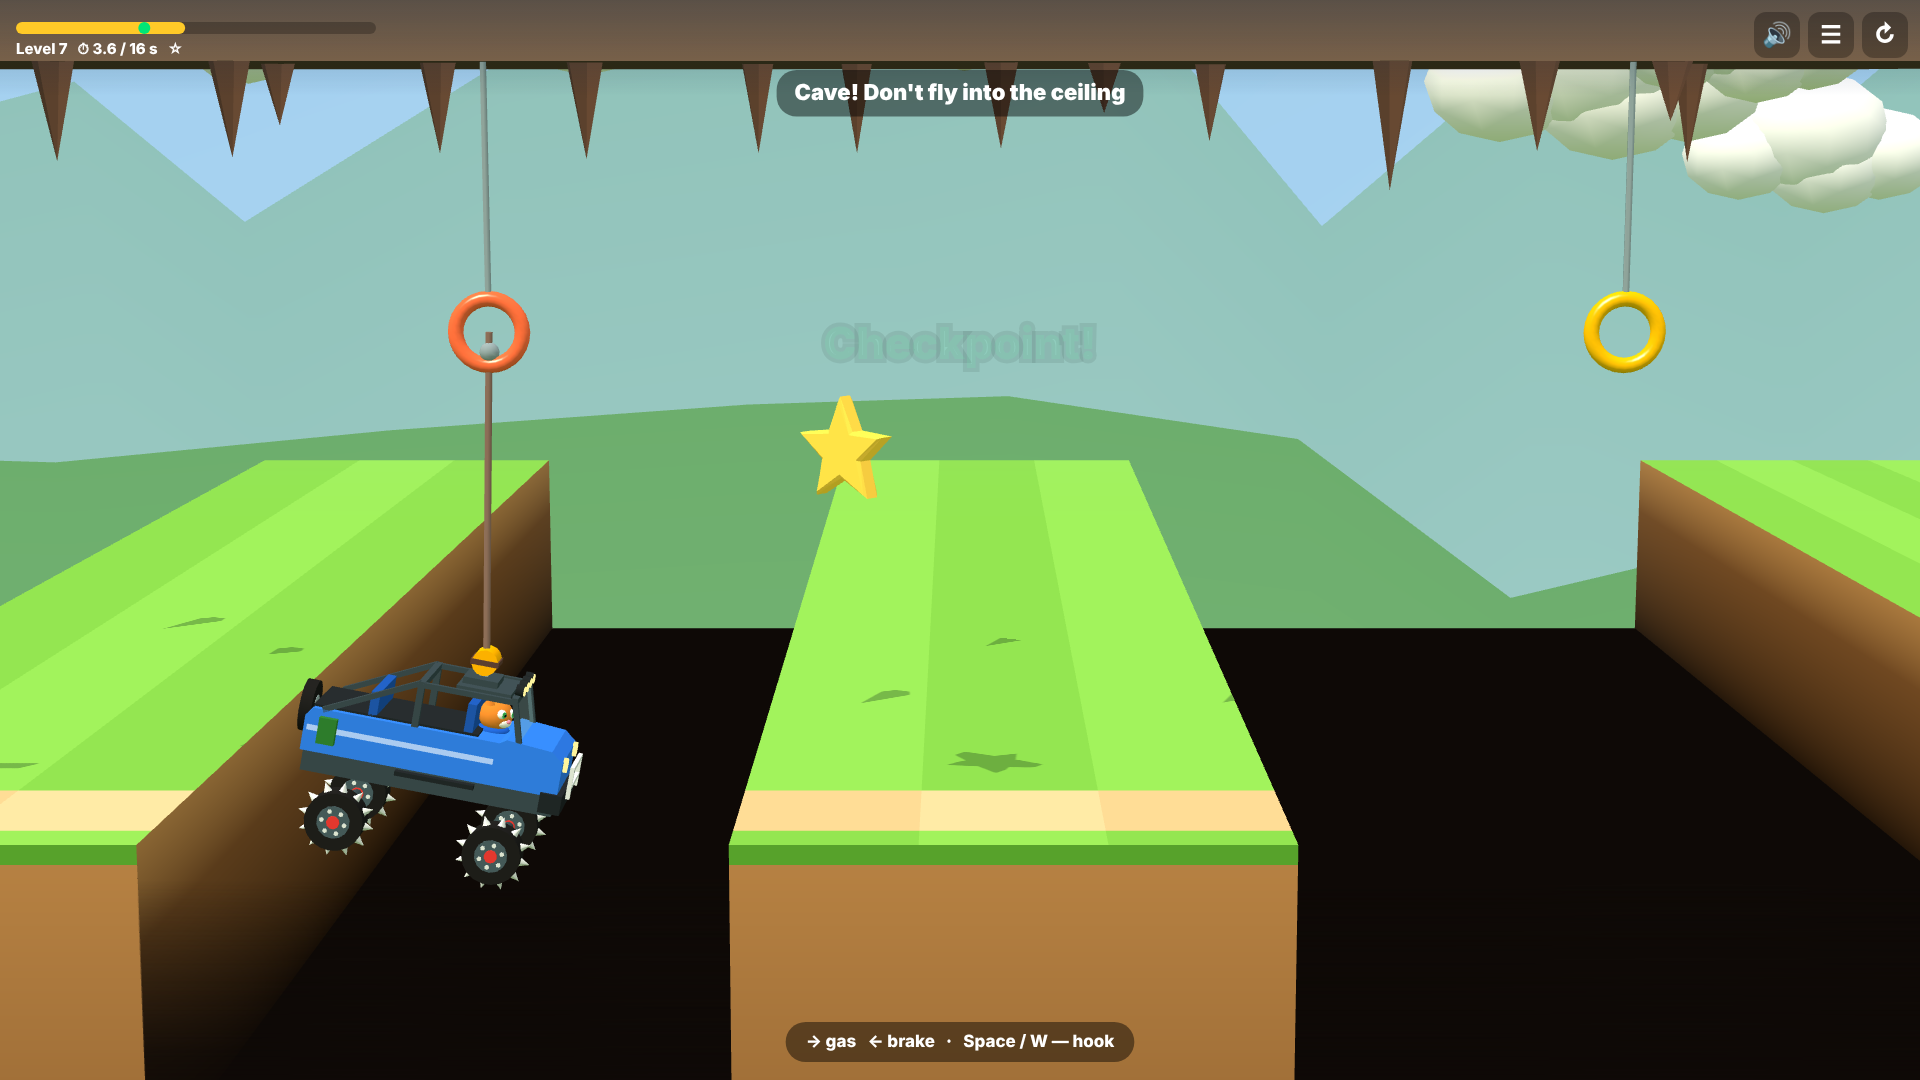 Level 7 ⏱ 3.6 / 16 s ☆
Cave! Don't fly into the ceiling
Checkpoint!
→ gas ← brake · Space / W — hook